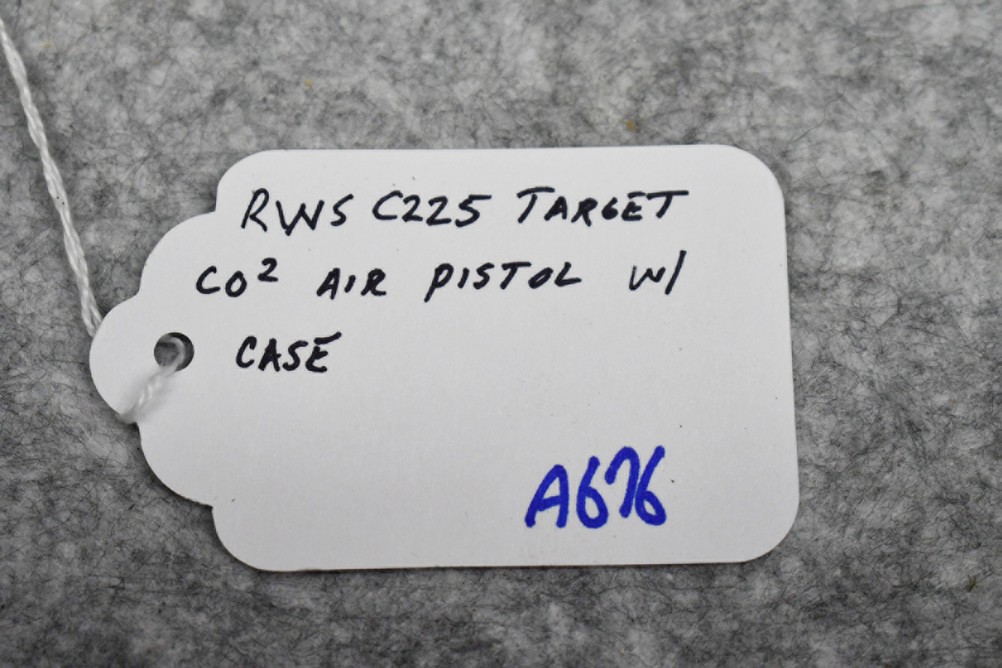 RWS C225 TARGET
CO² AIR PISTOL W/
CASE
A676